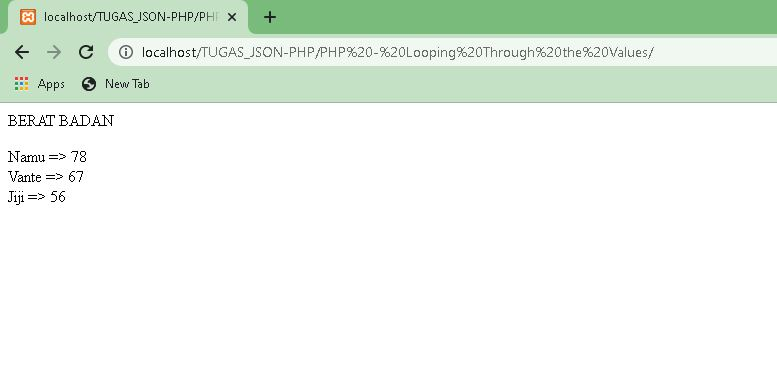 localhost/TUGAS_JSON-PHP/PHP
localhost/TUGAS_JSON-PHP/PHP%20-%20Looping%20Through%20the%20Values/
Apps New Tab
BERAT BADAN
Namu => 78
Vante => 67
Jiji => 56